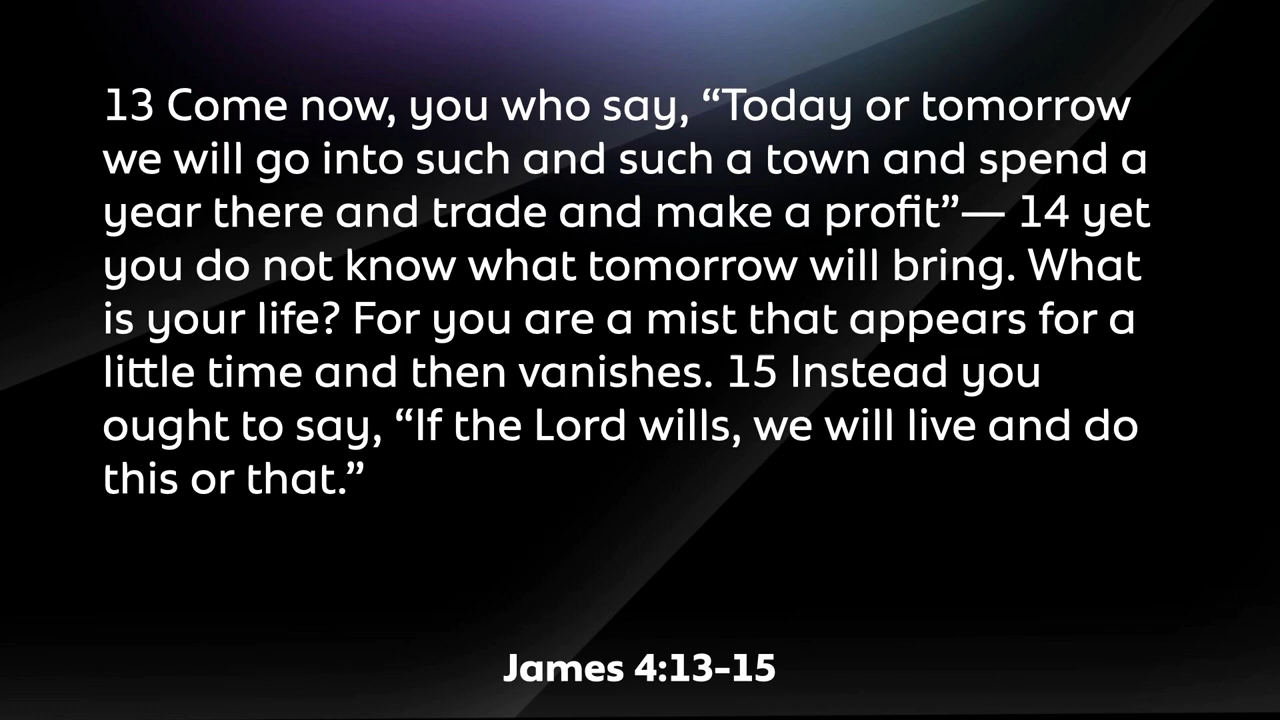 13 Come now, you who say, “Today or tomorrow
we will go into such and such a town and spend a
year there and trade and make a profit”— 14 yet
you do not know what tomorrow will bring. What
is your life? For you are a mist that appears for a
little time and then vanishes. 15 Instead you
ought to say, “If the Lord wills, we will live and do
this or that.”
James 4:13-15